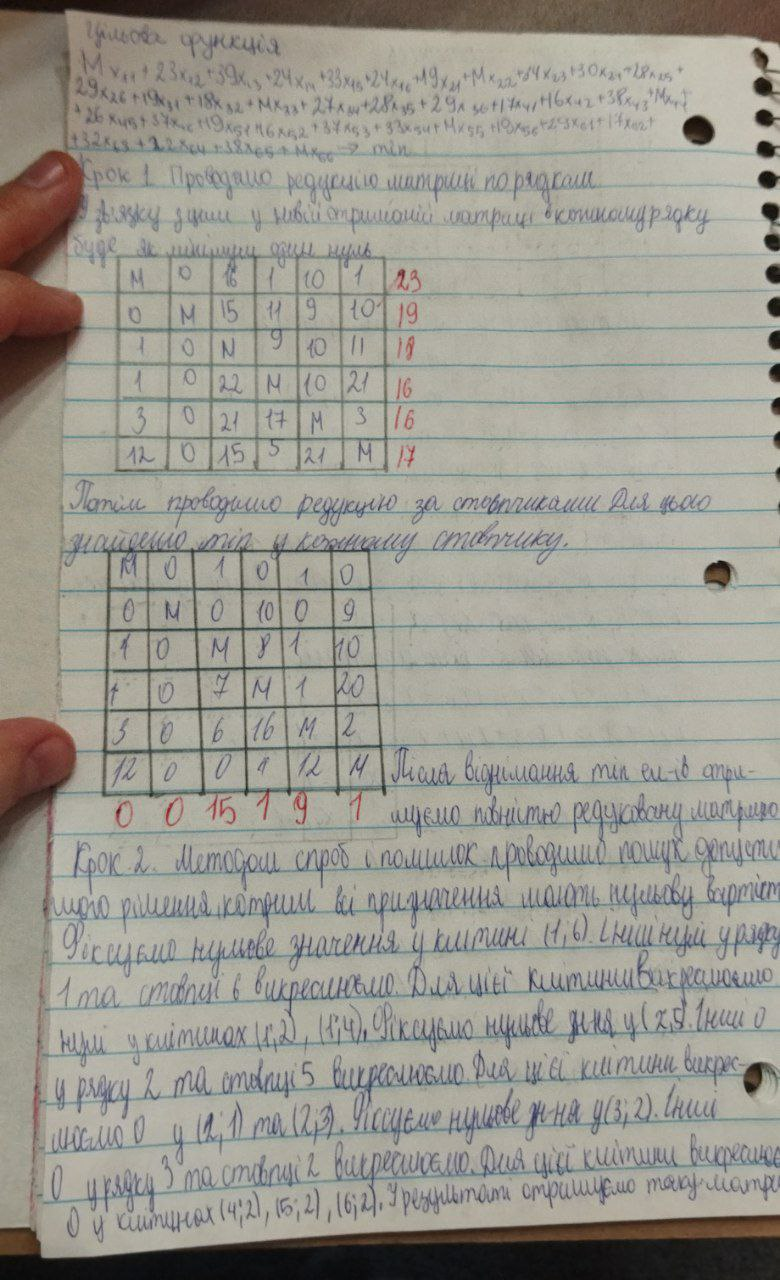 Цільова функція
Mx₁₁+23x₁₂+39x₁₃+24x₁₄+33x₁₅+24x₁₆+19x₂₁+Mx₂₂+34x₂₃+30x₂₄+28x₂₅+
29x₂₆+19x₃₁+18x₃₂+Mx₃₃+27x₃₄+28x₃₅+29x₃₆+17x₄₁+16x₄₂+38x₄₃+Mx₄₄+
+26x₄₅+37x₄₆+19x₅₁+16x₅₂+37x₅₃+33x₅₄+Mx₅₅+19x₅₆+29x₆₁+17x₆₂+
+32x₆₃+22x₆₄+38x₆₅+Mx₆₆→ min
Крок 1 Проводимо редукцію матриці по рядкам
У зв'язку з цим у новій отриманій матриці в кожному рядку
буде як мінімум один нуль
M 0 16 1 10 1 23
0 M 15 11 9 10 19
1 0 M 9 10 11 18
1 0 22 M 10 21 16
3 0 21 17 M 3 16
12 0 15 5 21 M 17
Потім проводимо редукцію за стовпчиками Для цього
знайдемо min у кожному стовпчику.
M 0 1 0 1 0
0 M 0 10 0 9
1 0 M 8 1 10
1 0 7 M 1 20
3 0 6 16 M 2
12 0 0 4 12 M
0 0 15 1 9 1
Після віднімання min ел-ів отри-
муємо повністю редуковану матрицю
Крок 2. Методом спроб і помилок проводимо пошук допусти
мого рішення, котрим всі призначення мають нульову вартіст
Фіксуємо нульове значення у клітині (1;6). Інші нулі у рядку
1 та стовпці 6 викреслюємо. Для цієї клітини викреслюємо
нулі у клітинах (1;2), (1;4). Фіксуємо нульове зн-ня у (2;5). Інші 0
у рядку 2 та стовпці 5 викреслюємо. Для цієї клітини викрес-
люємо 0 у (2;1) та (2;3). Фіксуємо нульове зн-ня у (3;2). Інші
0 у рядку 3 та стовпці 2 викреслюємо. Для цієї клітини викреслює
0 у клітинах (4;2), (5;2), (6;2). У результаті отримуємо таку матри